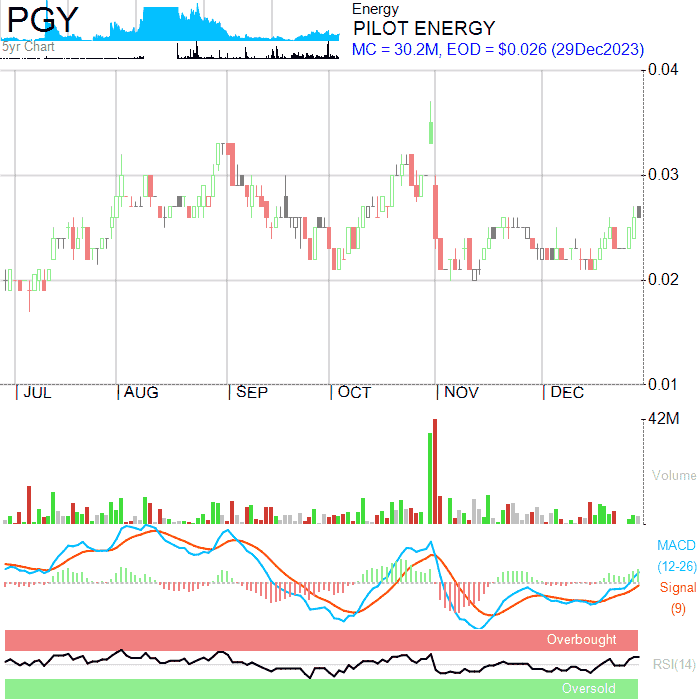 PGY
5yr Chart
Energy
PILOT ENERGY
MC = 30.2M, EOD = $0.026 (29Dec2023)
0.04
0.03
0.02
0.01
JUL AUG SEP OCT NOV DEC
42M
Volume
MACD
(12-26)
Signal
(9)
Overbought
RSI(14)
Oversold